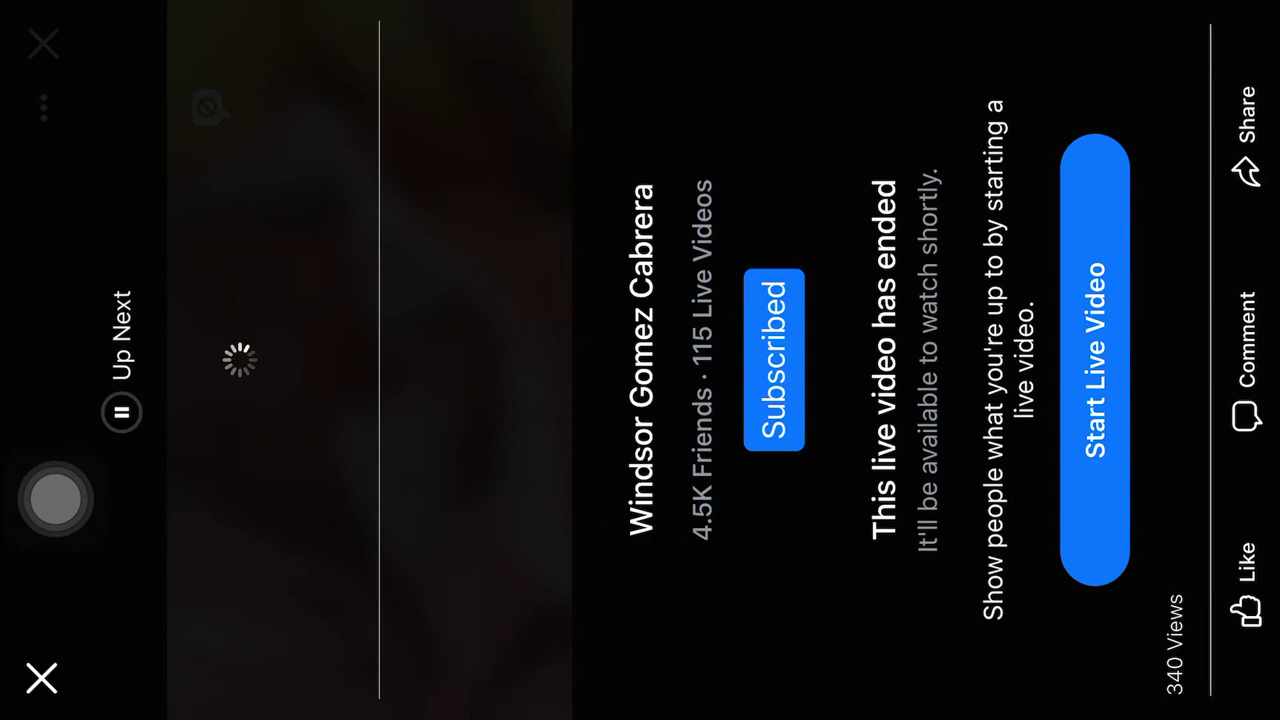 Up Next
Windsor Gomez Cabrera
4.5K Friends · 115 Live Videos
Subscribed
This live video has ended
It'll be available to watch shortly.
Show people what you're up to by starting a
live video.
Start Live Video
340 Views
Like
Comment
Share